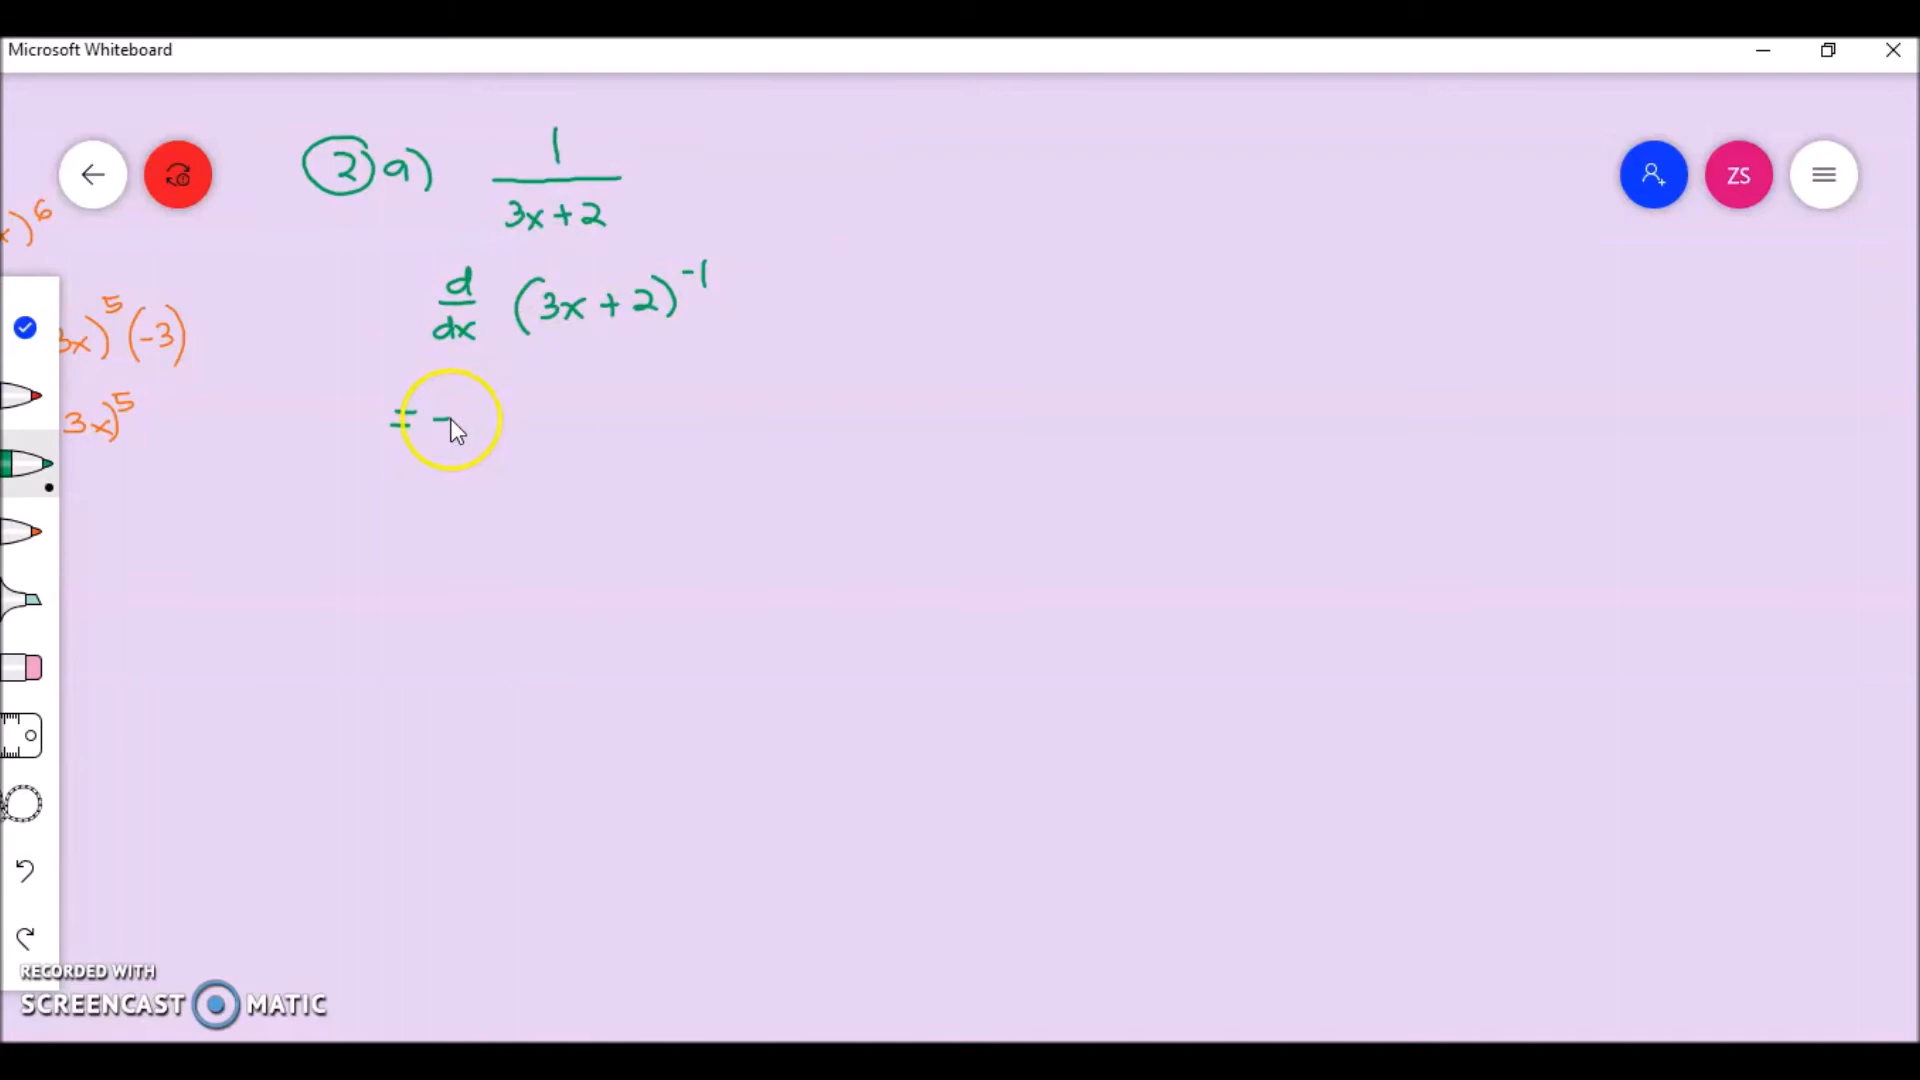 Microsoft Whiteboard
2) a) 1
3x+2
ZS
x)^6
d/dx (3x+2)^-1
3x)^5 (-3)
3x)^5
= -
RECORDED WITH
SCREENCAST MATIC